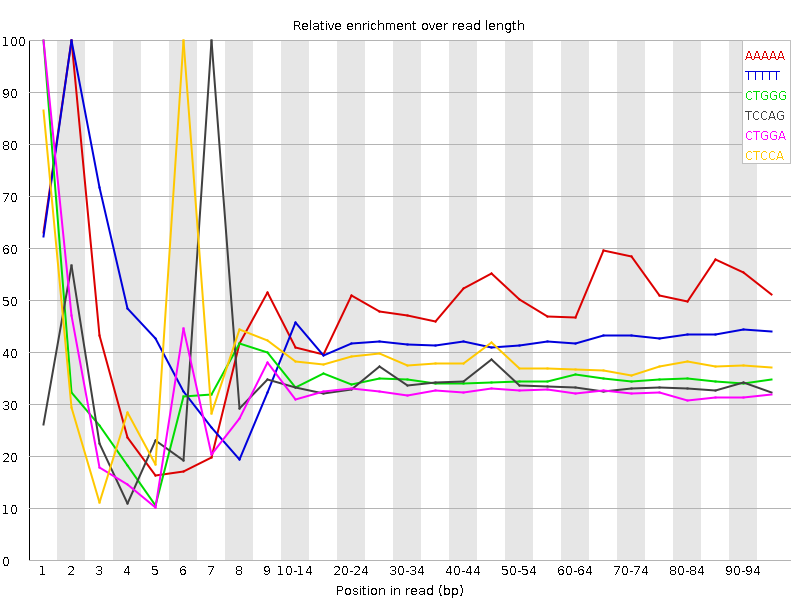 Relative enrichment over read length
100
90
80
70
60
50
40
30
20
10
0
AAAAA
TTTTT
CTGGG
TCCAG
CTGGA
CTCCA
1 2 3 4 5 6 7 8 9 10-14 20-24 30-34 40-44 50-54 60-64 70-74 80-84 90-94
Position in read (bp)